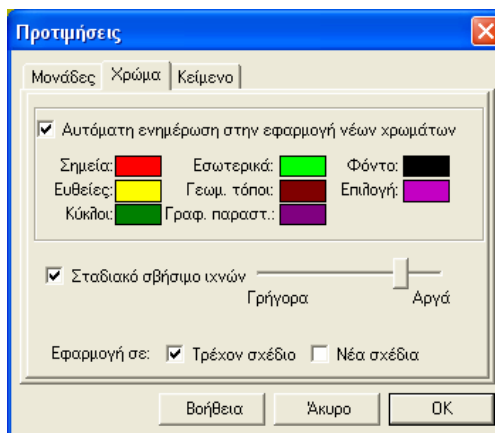 Προτιμήσεις
Μονάδες Χρώμα Κείμενο
Αυτόματη ενημέρωση στην εφαρμογή νέων χρωμάτων
Σημεία: Εσωτερικά: Φόντο:
Ευθείες: Γεωμ. τόποι: Επιλογή:
Κύκλοι: Γραφ. παραστ.:
Σταδιακό σβήσιμο ιχνών
Γρήγορα Αργά
Εφαρμογή σε: Τρέχον σχέδιο Νέα σχέδια
Βοήθεια Άκυρο OK